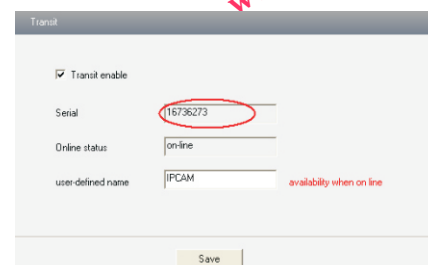 Transit
Transit enable
Serial 16736273
Online status on-line
user-defined name IPCAM availability when on line
Save